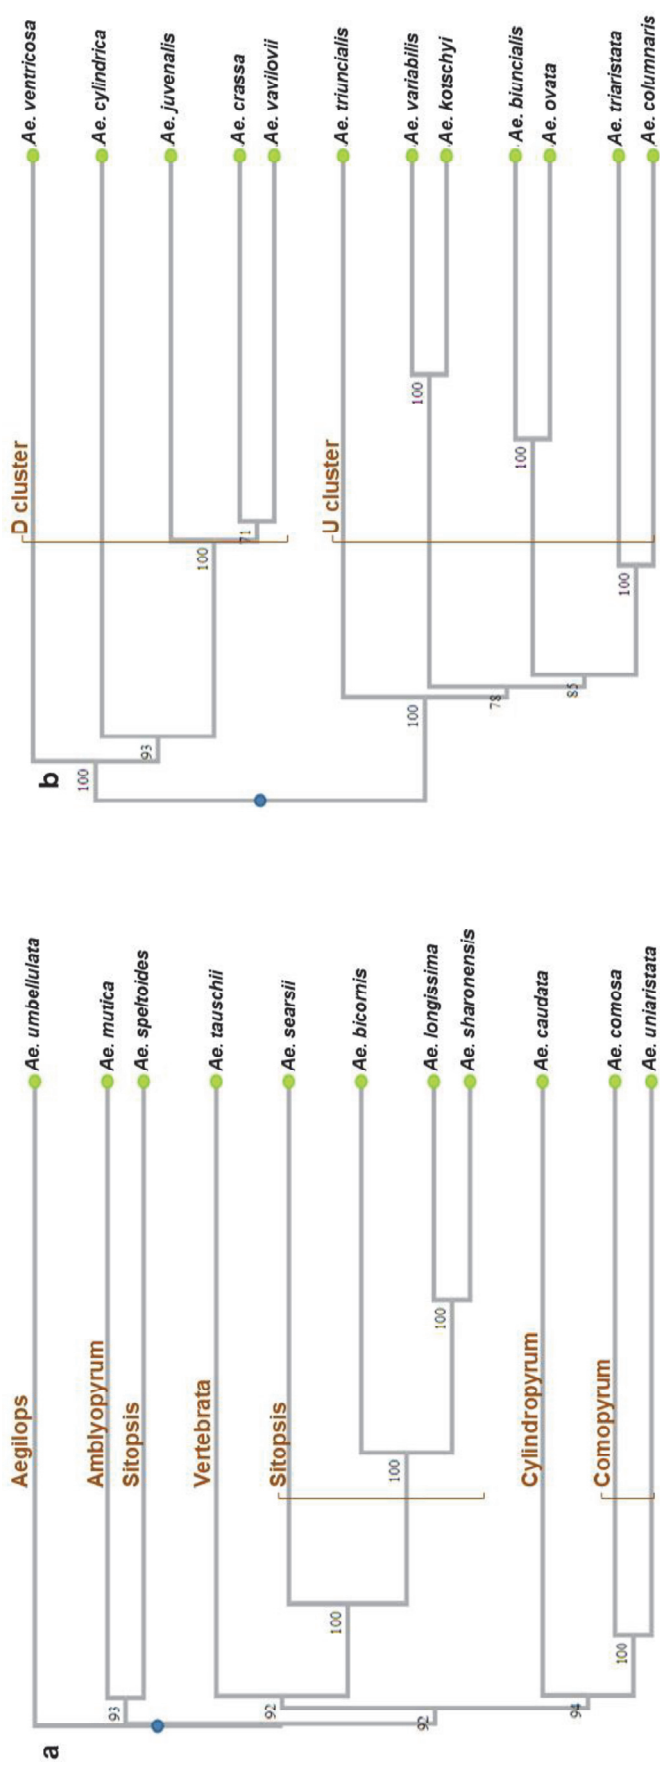 b
D cluster
Ae. ventricosa
Ae. cylindrica
Ae. juvenalis
Ae. crassa
Ae. vavilovii
100
93
100
71
U cluster
Ae. triuncialis
Ae. variabilis
Ae. kotschyi
Ae. biuncialis
Ae. ovata
Ae. triaristata
Ae. columnaris
100
100
78
100
85
100
a
Aegilops
Ae. umbellulata
Amblyopyrum
Ae. mutica
Sitopsis
Ae. speltoides
93
Vertebrata
Ae. tauschii
Sitopsis
Ae. searsii
Ae. bicornis
Ae. longissima
Ae. sharonensis
92
100
100
100
92
Cylindropyrum
Ae. caudata
Comopyrum
Ae. comosa
Ae. uniaristata
94
100